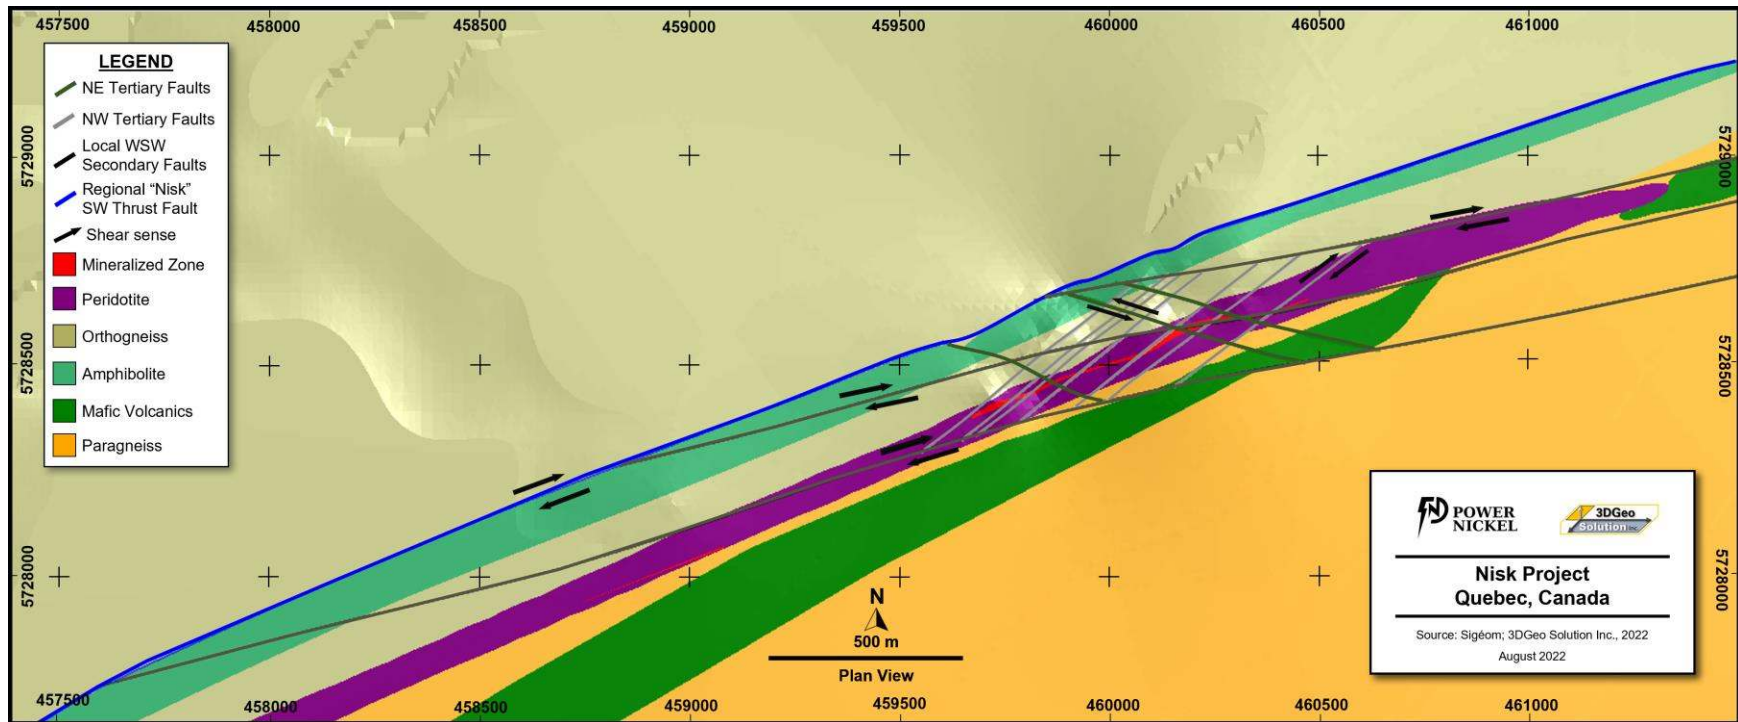 457500 458000 458500 459000 459500 460000 460500 461000
LEGEND
NE Tertiary Faults
NW Tertiary Faults
Local WSW
Secondary Faults
Regional “Nisk”
SW Thrust Fault
Shear sense
Mineralized Zone
Peridotite
Orthogneiss
Amphibolite
Mafic Volcanics
Paragneiss
5729000
5728500
5728000
5729000
5728500
5728000
N
500 m
Plan View
POWER
NICKEL
3DGeo
Solution Inc.
Nisk Project
Quebec, Canada
Source: Sigéom; 3DGeo Solution Inc., 2022
August 2022
457500 458000 458500 459000 459500 460000 460500 461000